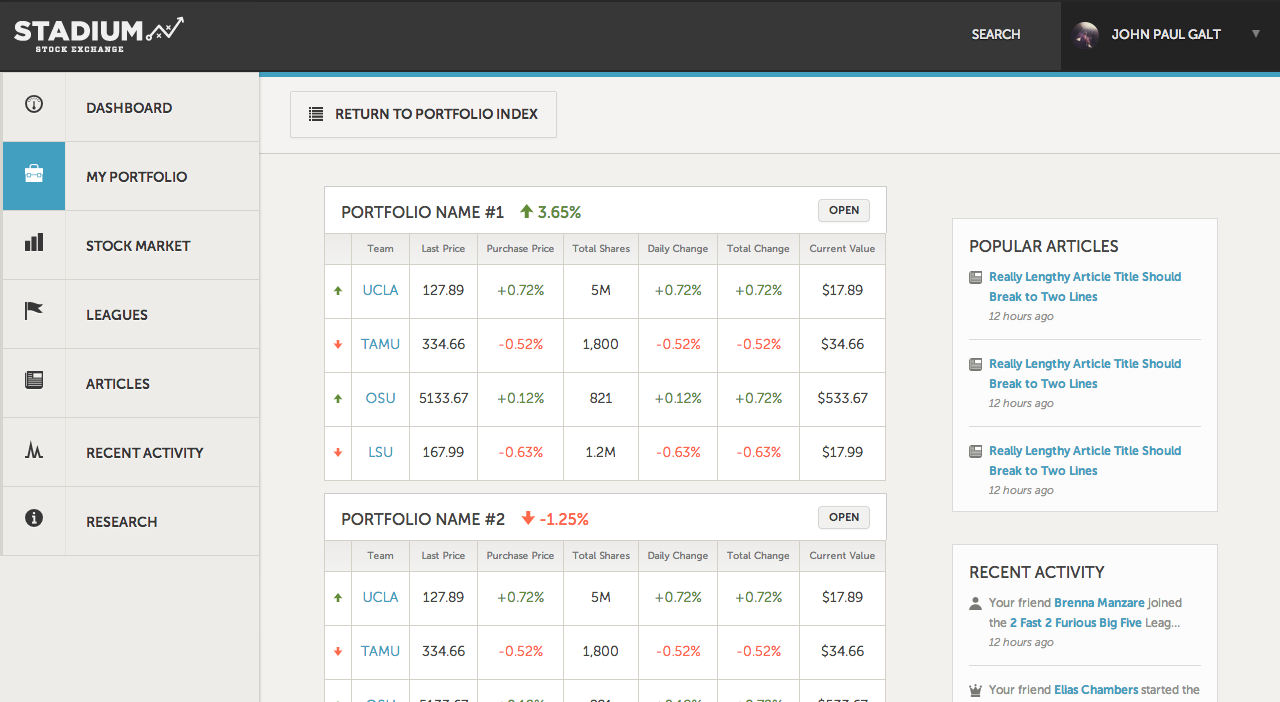 STADIUM
STOCK EXCHANGE
SEARCH
JOHN PAUL GALT
DASHBOARD
MY PORTFOLIO
STOCK MARKET
LEAGUES
ARTICLES
RECENT ACTIVITY
RESEARCH
RETURN TO PORTFOLIO INDEX
PORTFOLIO NAME #1 3.65% OPEN
Team Last Price Purchase Price Total Shares Daily Change Total Change Current Value
UCLA 127.89 +0.72% 5M +0.72% +0.72% $17.89
TAMU 334.66 -0.52% 1,800 -0.52% -0.52% $34.66
OSU 5133.67 +0.12% 821 +0.12% +0.72% $533.67
LSU 167.99 -0.63% 1.2M -0.63% -0.63% $17.99
PORTFOLIO NAME #2 -1.25% OPEN
Team Last Price Purchase Price Total Shares Daily Change Total Change Current Value
UCLA 127.89 +0.72% 5M +0.72% +0.72% $17.89
TAMU 334.66 -0.52% 1,800 -0.52% -0.52% $34.66
POPULAR ARTICLES
Really Lengthy Article Title Should
Break to Two Lines
12 hours ago
Really Lengthy Article Title Should
Break to Two Lines
12 hours ago
Really Lengthy Article Title Should
Break to Two Lines
12 hours ago
RECENT ACTIVITY
Your friend Brenna Manzare joined
the 2 Fast 2 Furious Big Five Leag...
12 hours ago
Your friend Elias Chambers started the